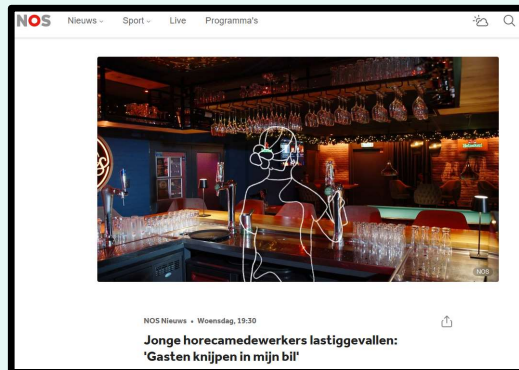 NOS Nieuws Sport Live Programma's
NOS
NOS Nieuws • Woensdag, 19:30
Jonge horecamedewerkers lastiggevallen:
'Gasten knijpen in mijn bil'